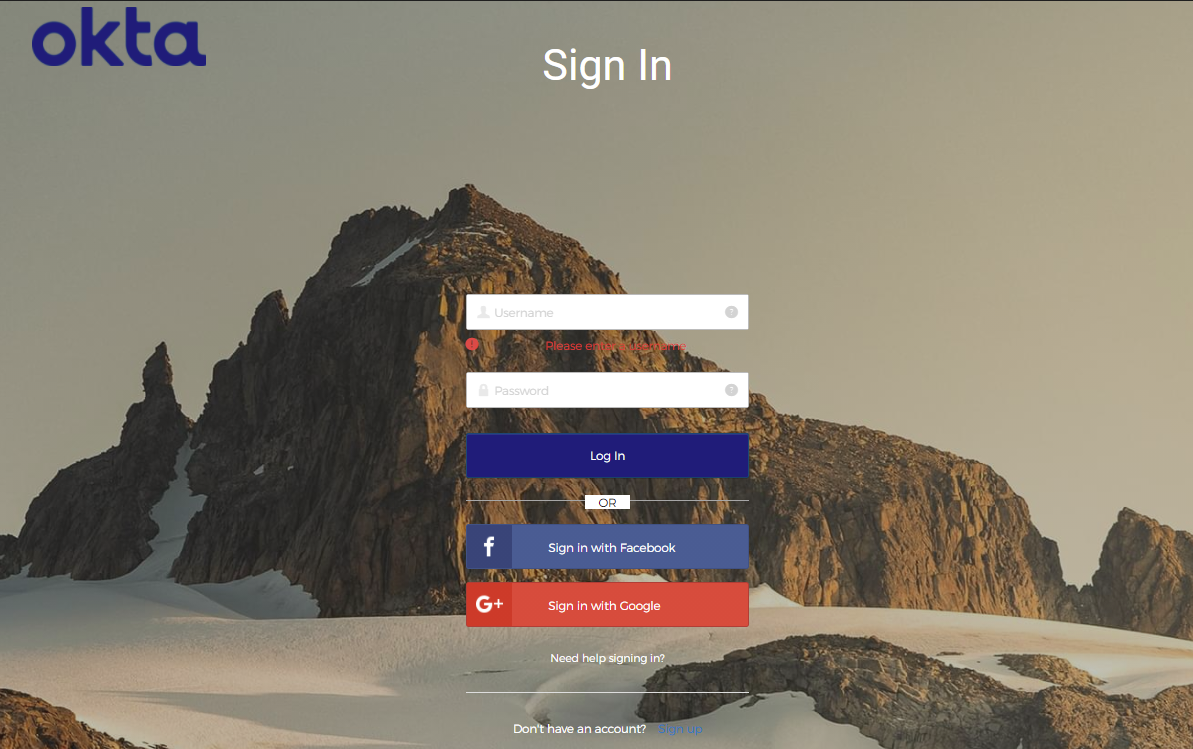 okta
Sign In
Username
Please enter a username
Password
Log In
OR
f
Sign in with Facebook
G+
Sign in with Google
Need help signing in?
Don't have an account? Sign up